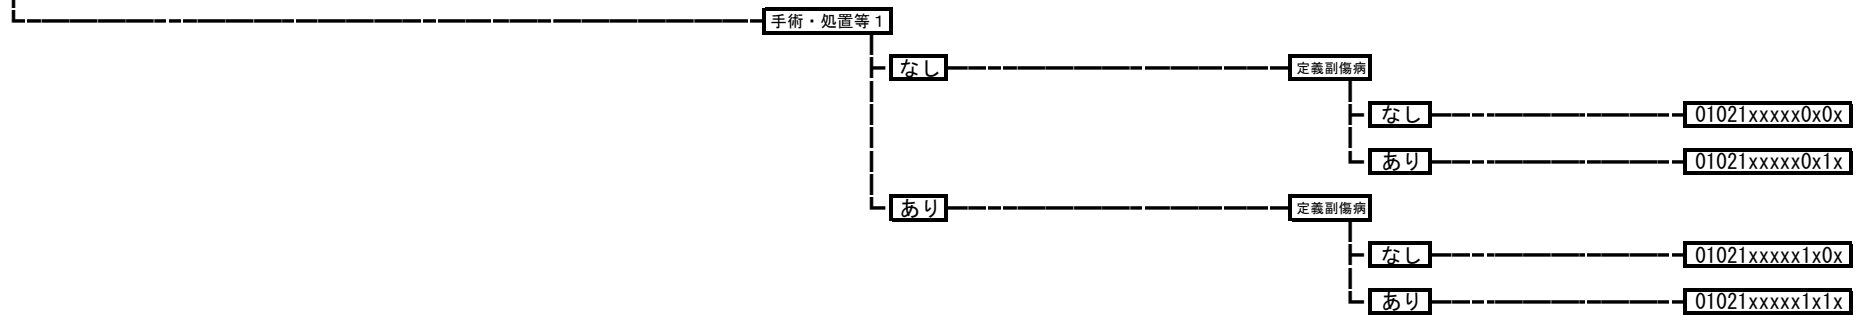 手術・処置等１
なし 定義副傷病
なし 01021xxxxx0x0x
あり 01021xxxxx0x1x
あり 定義副傷病
なし 01021xxxxx1x0x
あり 01021xxxxx1x1x